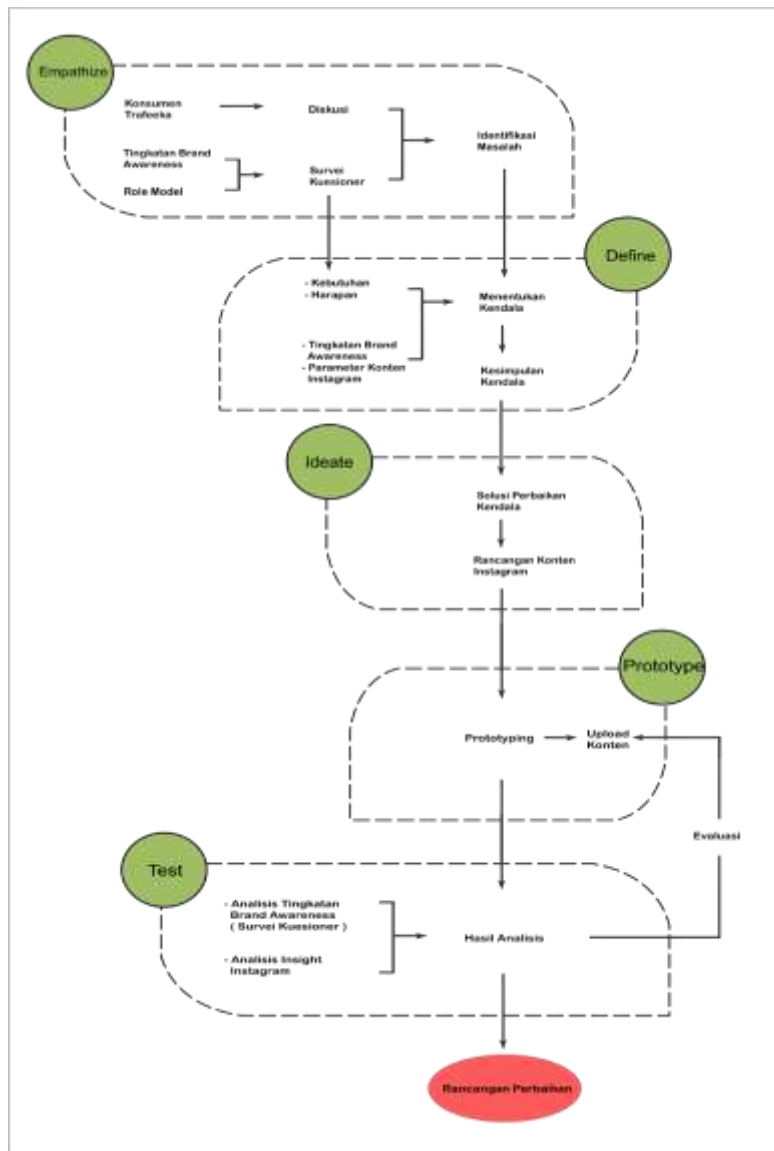 Empathize
Konsumen
Trafeeka
Diskusi
Tingkatan Brand
Awareness
Role Model
Survei
Kuesioner
Identifikasi
Masalah
Define
- Kebutuhan
- Harapan
- Tingkatan Brand
Awareness
- Parameter Konten
Instagram
Menentukan
Kendala
Kesimpulan
Kendala
Ideate
Solusi Perbaikan
Kendala
Rancangan Konten
Instagram
Prototype
Prototyping
Upload
Konten
Evaluasi
Test
- Analisis Tingkatan
Brand Awareness
( Survei Kuesioner )
- Analisis Insight
Instagram
Hasil Analisis
Rancangan Perbaikan